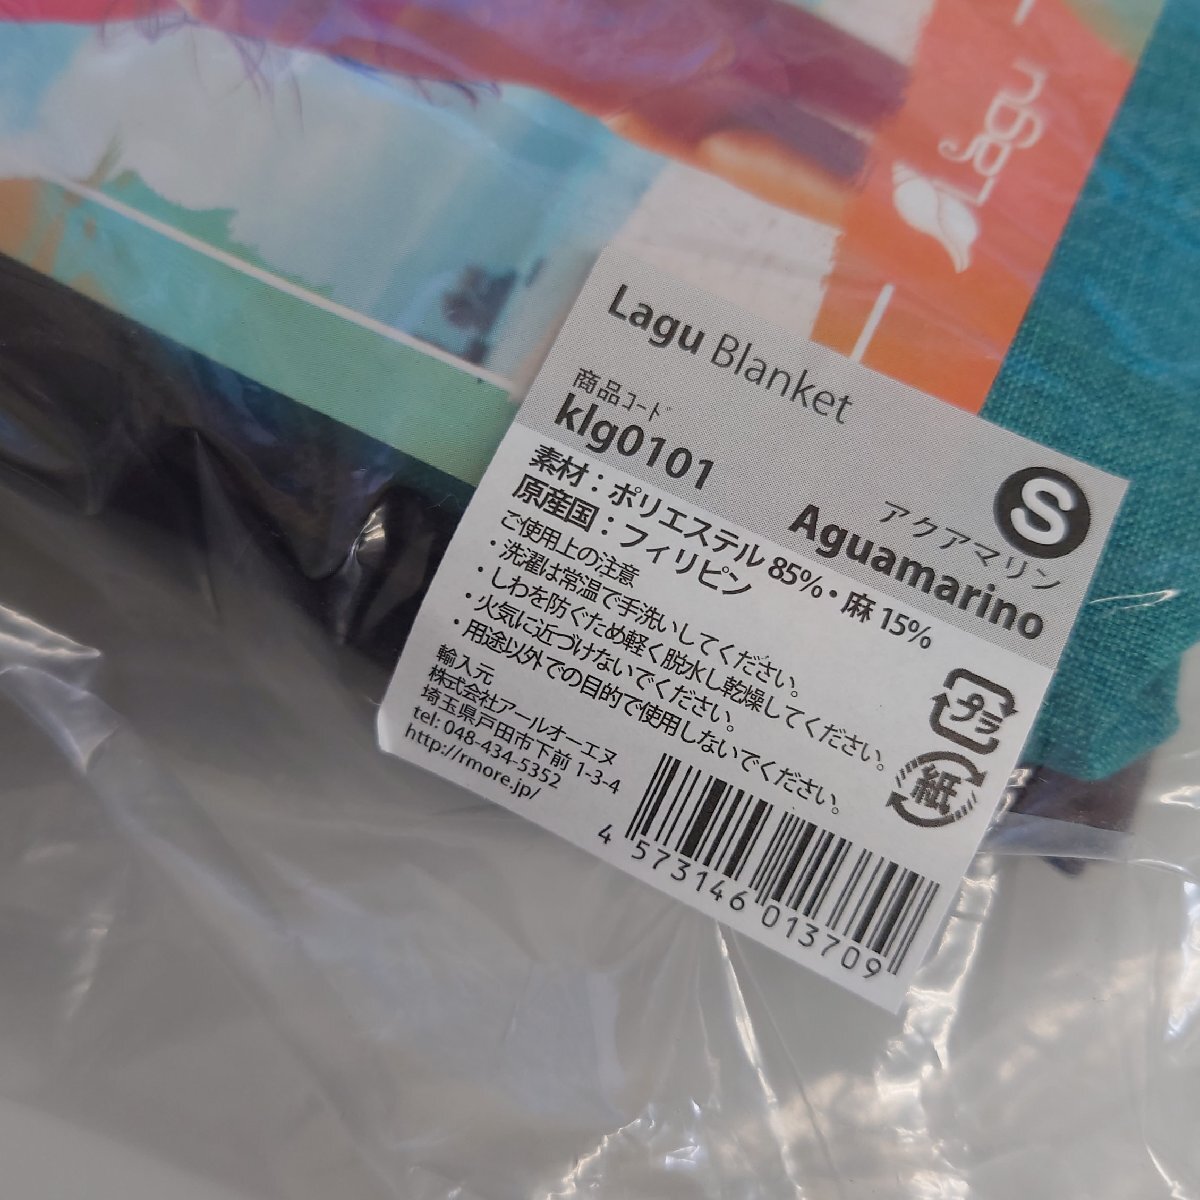 Lagu
Lagu Blanket
S
商品ｺｰﾄﾞ
klg0101
アクアマリン
Aguamarino
素材：ポリエステル 85%・麻 15%
原産国：フィリピン
ご使用上の注意
・洗濯は常温で手洗いしてください。
・しわを防ぐため軽く脱水し乾燥してください。
・火気に近づけないでください。
・用途以外での目的で使用しないでください。
輸入元
株式会社アールオーエヌ
埼玉県戸田市下前 1-3-4
tel: 048-434-5352
http://rmore.jp/
プラ
紙
4 573146 013709